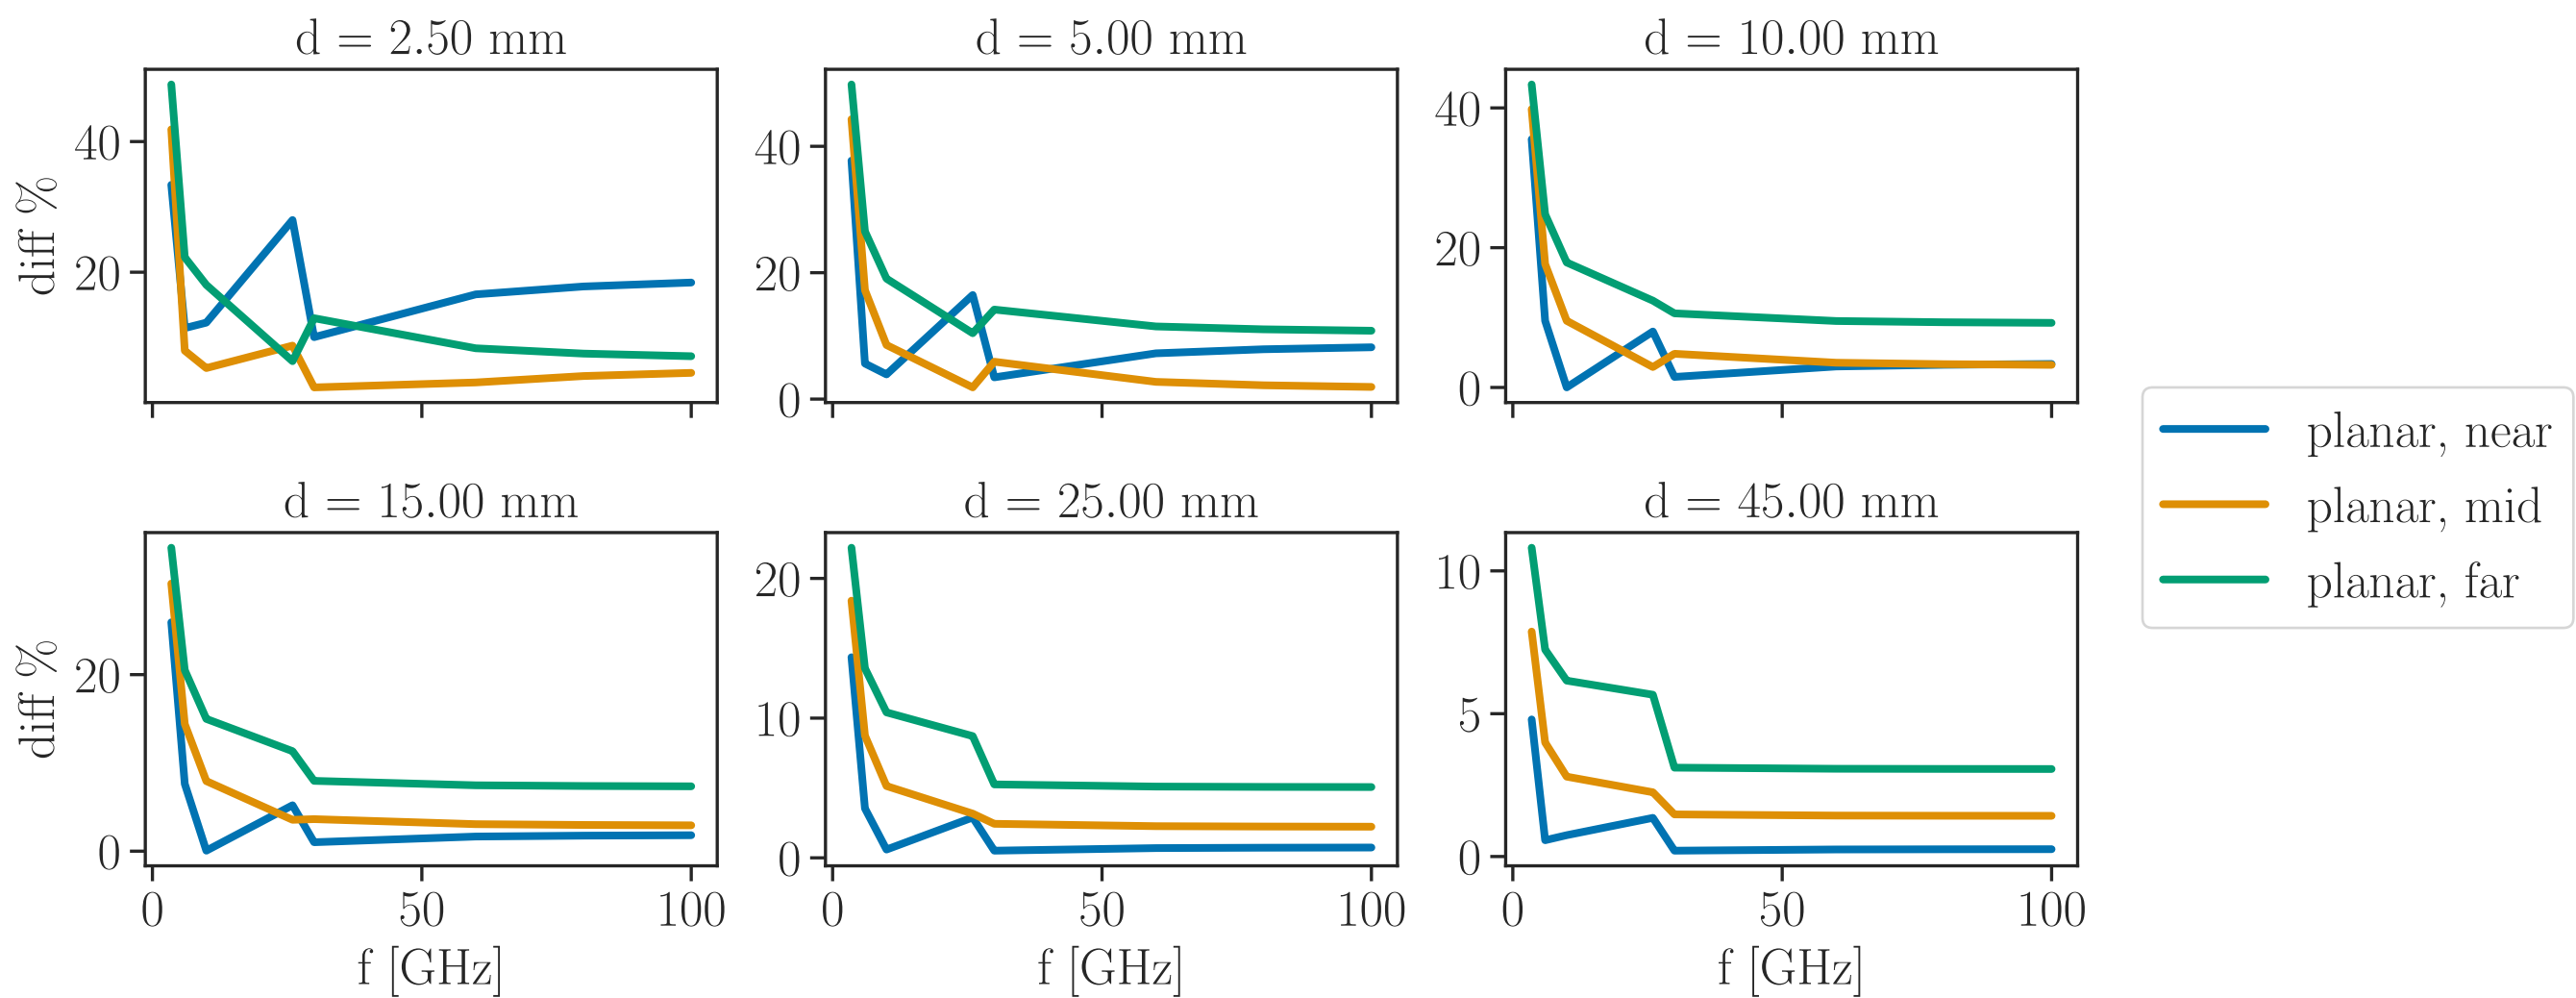 d = 2.50 mm
d = 5.00 mm
d = 10.00 mm
diff %
40
20
40
20
0
40
20
0
d = 15.00 mm
d = 25.00 mm
d = 45.00 mm
diff %
20
0
20
10
0
10
5
0
0 50 100
0 50 100
0 50 100
f [GHz]
f [GHz]
f [GHz]
planar, near
planar, mid
planar, far